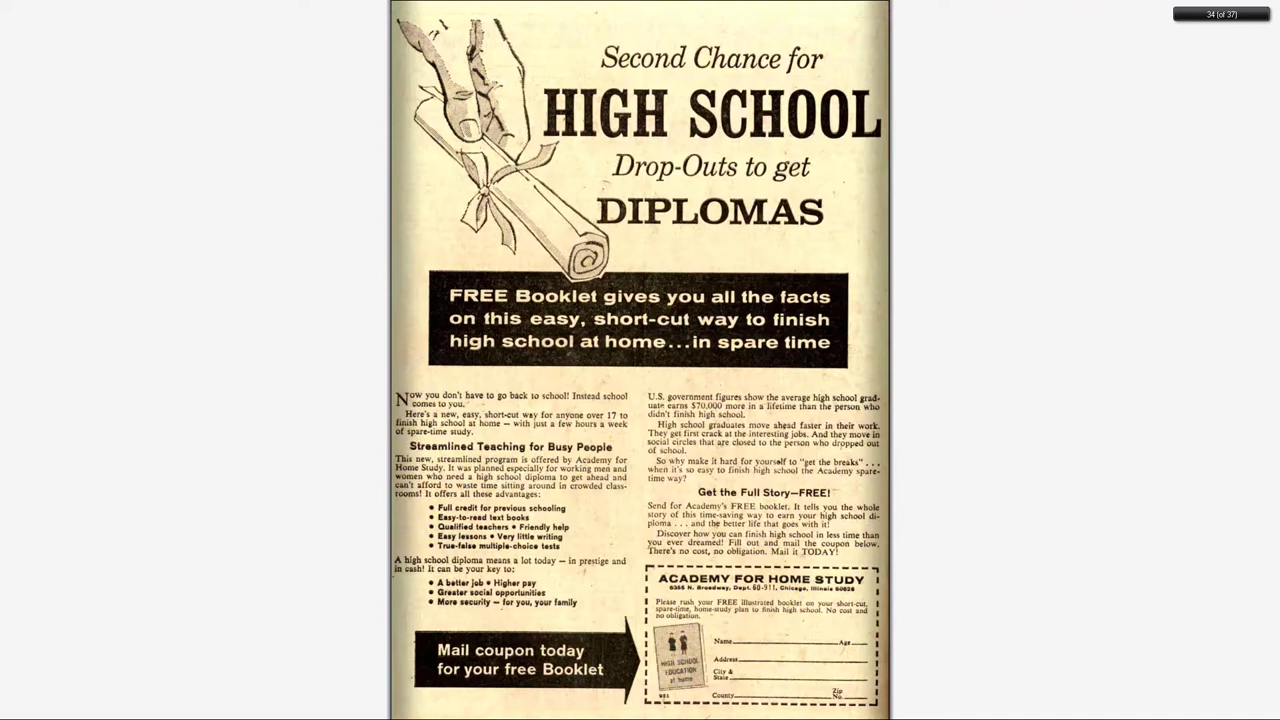 34 (of 37)
Second Chance for
HIGH SCHOOL
Drop-Outs to get
DIPLOMAS
FREE Booklet gives you all the facts
on this easy, short-cut way to finish
high school at home...in spare time
Now you don't have to go back to school! Instead school
comes to you.
Here's a new, easy, short-cut way for anyone over 17 to
finish high school at home — with just a few hours a week
of spare-time study.
Streamlined Teaching for Busy People
This new, streamlined program is offered by Academy for
Home Study. It was planned especially for working men and
women who need a high school diploma to get ahead and
can't afford to waste time sitting around in crowded class-
rooms! It offers all these advantages:
● Full credit for previous schooling
● Easy-to-read text books
● Qualified teachers ● Friendly help
● Easy lessons ● Very little writing
● True-false multiple-choice tests
A high school diploma means a lot today — in prestige and
in cash! It can be your key to:
● A better job ● Higher pay
● Greater social opportunities
● More security — for you, your family
Mail coupon today
for your free Booklet
U.S. government figures show the average high school grad-
uate earns $70,000 more in a lifetime than the person who
didn't finish high school.
High school graduates move ahead faster in their work.
They get first crack at the interesting jobs. And they move in
social circles that are closed to the person who dropped out
of school.
So why make it hard for yourself to "get the breaks" . . .
when it's so easy to finish high school the Academy spare-
time way?
Get the Full Story—FREE!
Send for Academy's FREE booklet. It tells you the whole
story of this time-saving way to earn your high school di-
ploma . . . and the better life that goes with it!
Discover how you can finish high school in less time than
you ever dreamed! Fill out and mail the coupon below.
There's no cost, no obligation. Mail it TODAY!
ACADEMY FOR HOME STUDY
6355 N. Broadway, Dept. 60-911, Chicago, Illinois 60626
Please rush your FREE illustrated booklet on your short-cut,
spare-time, home-study plan to finish high school. No cost and
no obligation.
HIGH SCHOOL
EDUCATION
at home
951
Name Age
Address
City &
State
County Zip No.